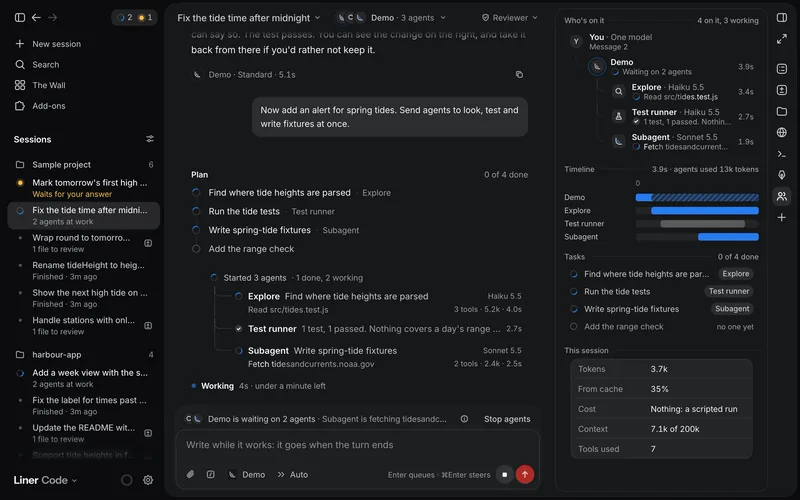 2 1
New session
Search
The Wall
Add-ons
Sessions
Sample project 6
Mark tomorrow's first high ...
Waits for your answer
Fix the tide time after midni...
2 agents at work
Wrap round to tomorro...
1 file to review
Rename tideHeight to heig...
Finished · 3m ago
Show the next high tide on ...
Finished · 3m ago
Handle stations with onl...
1 file to review
harbour-app 4
Add a week view with the s...
2 agents at work
Fix the label for times past ...
Finished · 3m ago
Update the README wit...
1 file to review
Support tide heights in f...
Liner Code
Fix the tide time after midnight
C Demo · 3 agents
Reviewer
can say so. The test passes. You can see the change on the right, and take it
back from there if you'd rather not keep it.
Demo · Standard · 5.1s
Now add an alert for spring tides. Send agents to look, test and
write fixtures at once.
Plan 0 of 4 done
Find where tide heights are parsed · Explore
Run the tide tests · Test runner
Write spring-tide fixtures · Subagent
Add the range check
Started 3 agents · 1 done, 2 working
Explore Find where tide heights are parsed Haiku 5.5
Read src/tides.test.js 3 tools · 5.2k · 4.0s
Test runner 1 test, 1 passed. Nothing covers a day's range ... 2.7s
Subagent Write spring-tide fixtures Sonnet 5.5
Fetch tidesandcurrents.noaa.gov 2 tools · 2.4k · 2.5s
Working 4s · under a minute left
C Demo is waiting on 2 agents · Subagent is fetching tidesandc... Stop agents
Write while it works: it goes when the turn ends
Demo Auto Enter queues · ⌘Enter steers
Who's on it 4 on it, 3 working
Y You · One model
Message 2
Demo
Waiting on 2 agents 3.9s
Explore · Haiku 5.5
Read src/tides.test.js 3.4s
Test runner · Haiku 5.5
1 test, 1 passed. Nothin... 2.7s
Subagent · Sonnet 5.5
Fetch tidesandcurrent... 1.9s
Timeline 3.9s · agents used 13k tokens
0
Demo
Explore
Test runner
Subagent
Tasks 0 of 4 done
Find where tide heights are par... Explore
Run the tide tests Test runner
Write spring-tide fixtures Subagent
Add the range check no one yet
This session
Tokens 3.7k
From cache 35%
Cost Nothing: a scripted run
Context 7.1k of 200k
Tools used 7